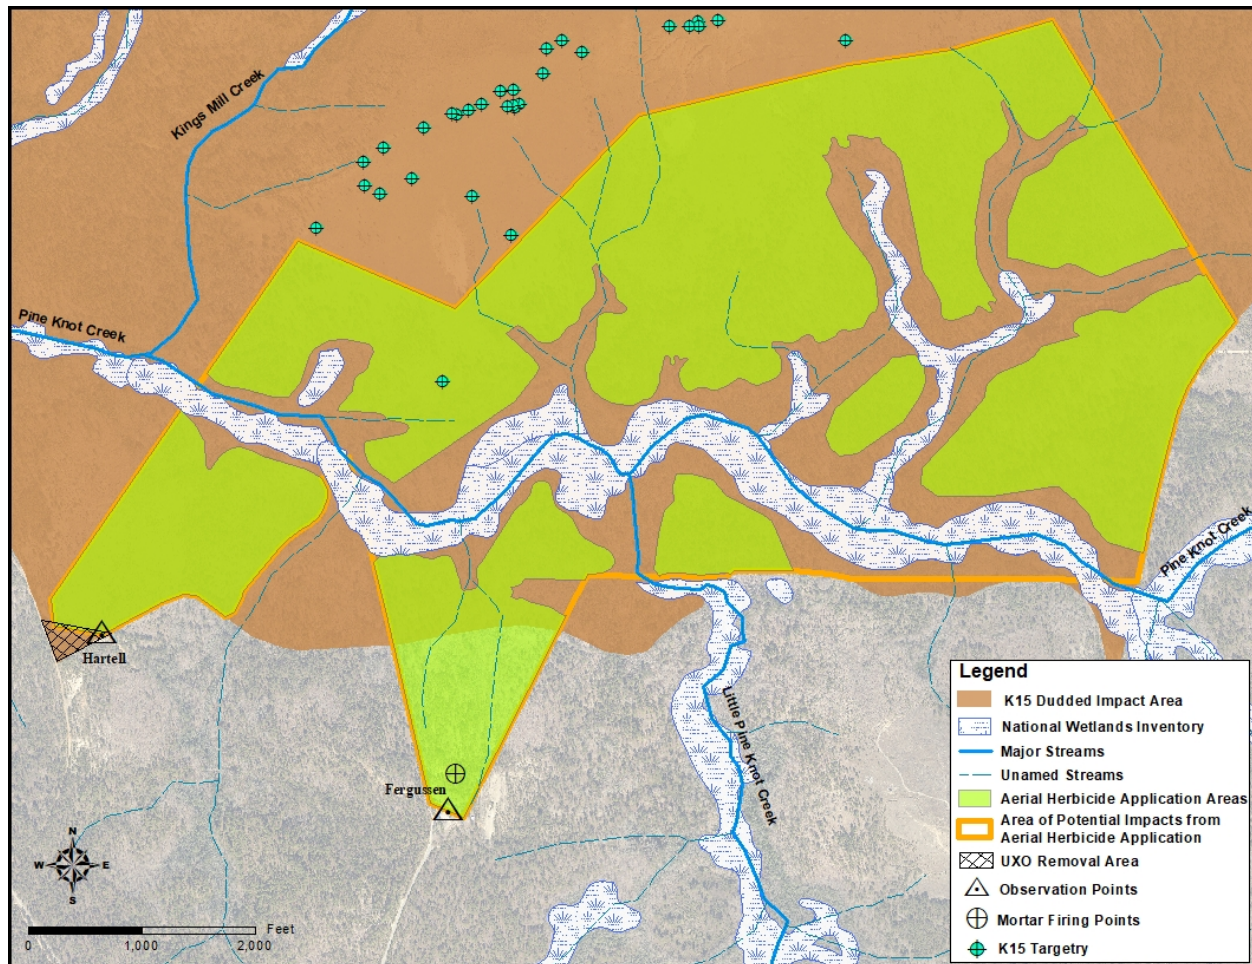 Kings Mill Creek
Pine Knot Creek
Pine Knot Creek
Hartell
Little Pine Knot Creek
Fergussen
N
W E
S
Feet
0 1,000 2,000
Legend
K15 Dudded Impact Area
National Wetlands Inventory
Major Streams
Unamed Streams
Aerial Herbicide Application Areas
Area of Potential Impacts from
Aerial Herbicide Application
UXO Removal Area
Observation Points
Mortar Firing Points
K15 Targetry